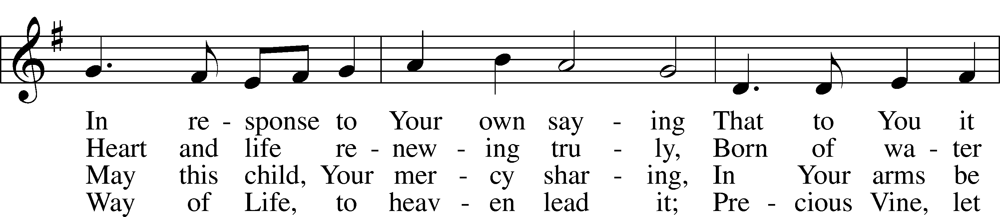 In re - sponse to Your own say - ing That to You it
Heart and life re - new - ing tru - ly, Born of wa - ter
May this child, Your mer - cy shar - ing, In Your arms be
Way of Life, to heav - en lead it; Pre - cious Vine, let